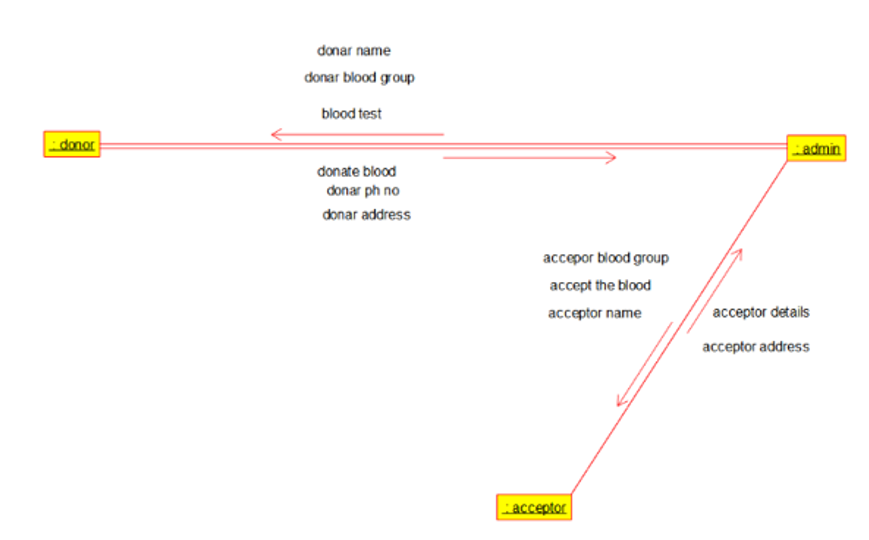 donar name
donar blood group
blood test
: donor
: admin
donate blood
donar ph no
donar address
accepor blood group
accept the blood
acceptor name
acceptor details
acceptor address
: acceptor